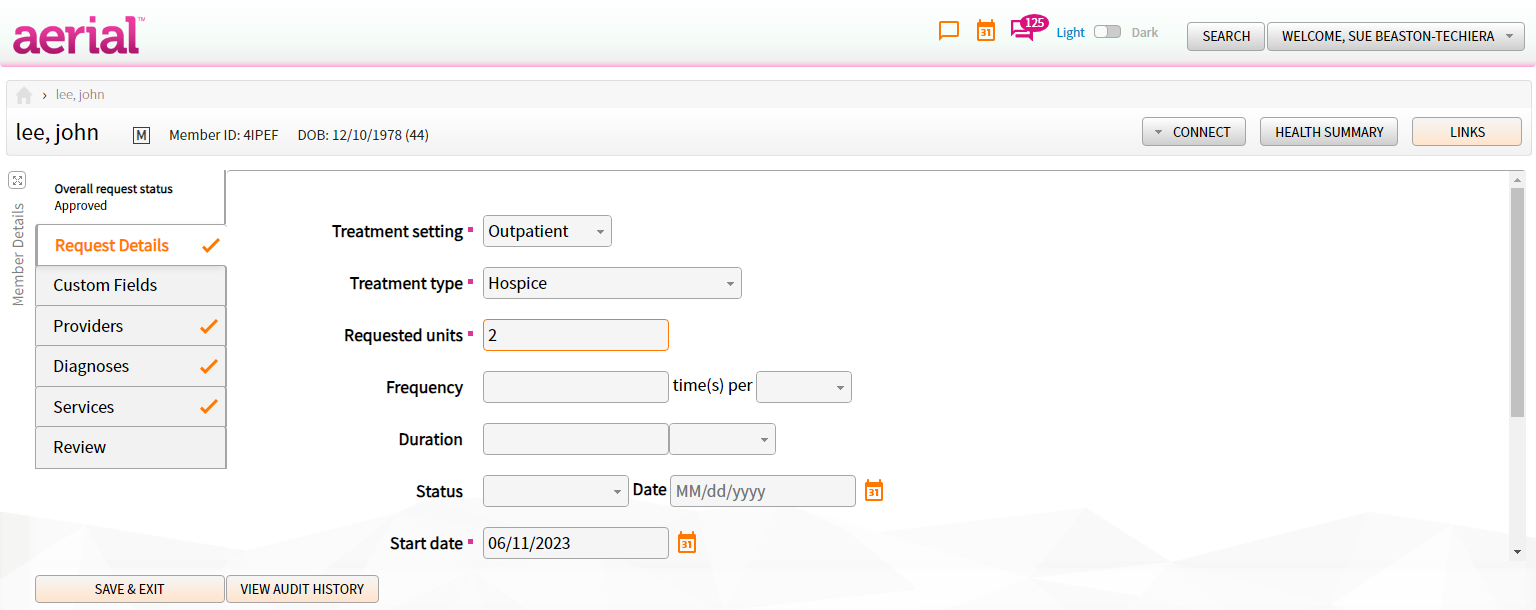 aerial™
31
125
Light
Dark
SEARCH
WELCOME, SUE BEASTON-TECHIERA
› lee, john
lee, john
M
Member ID: 4IPEF
DOB: 12/10/1978 (44)
CONNECT
HEALTH SUMMARY
LINKS
Member Details
Overall request status
Approved
Request Details
Custom Fields
Providers
Diagnoses
Services
Review
Treatment setting
Outpatient
Treatment type
Hospice
Requested units
2
Frequency
time(s) per
Duration
Status
Date
MM/dd/yyyy
31
Start date
06/11/2023
31
SAVE & EXIT
VIEW AUDIT HISTORY